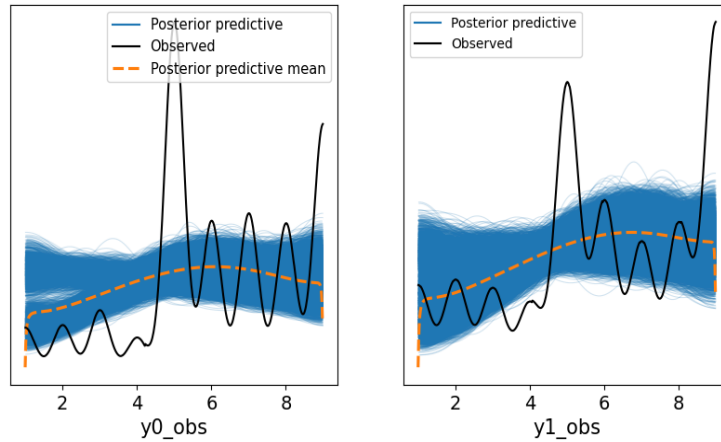 Posterior predictive
Observed
Posterior predictive mean
2 4 6 8
y0_obs
Posterior predictive
Observed
2 4 6 8
y1_obs